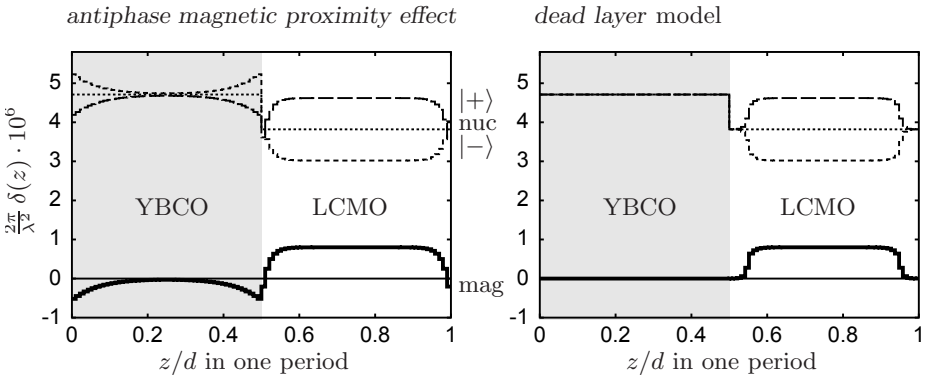 antiphase magnetic proximity effect
dead layer model
2π/λ² δ(z) · 10⁶
5
4
3
2
1
0
-1
YBCO
LCMO
|+⟩
nuc
|−⟩
mag
0
0.2
0.4
0.6
0.8
1
z/d in one period
5
4
3
2
1
0
-1
YBCO
LCMO
0
0.2
0.4
0.6
0.8
1
z/d in one period